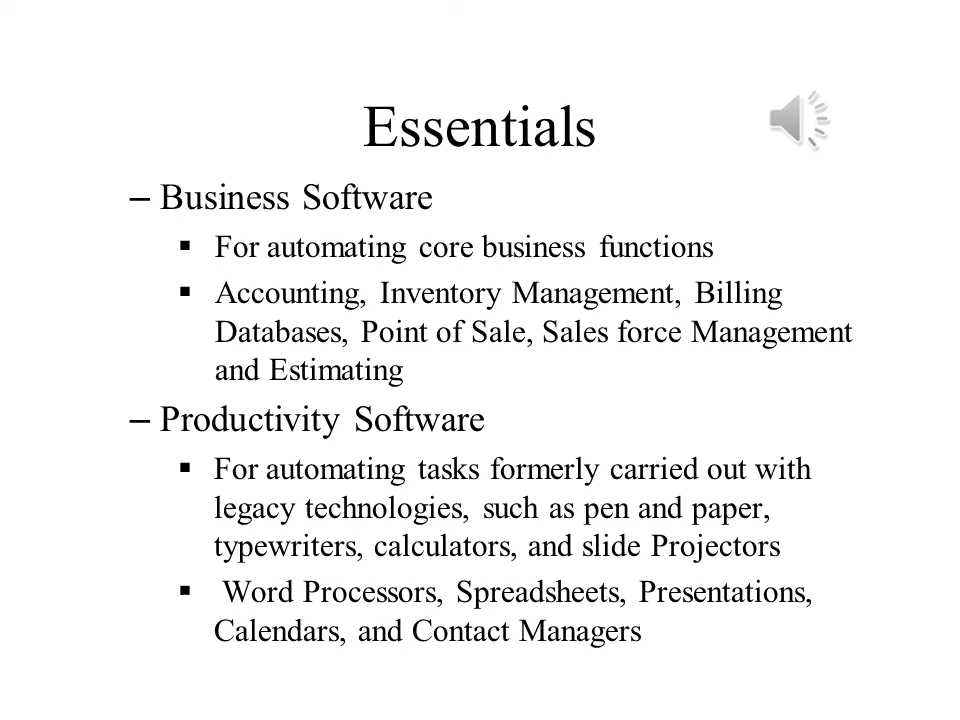 Essentials
– Business Software
▪ For automating core business functions
▪ Accounting, Inventory Management, Billing
Databases, Point of Sale, Sales force Management
and Estimating
– Productivity Software
▪ For automating tasks formerly carried out with
legacy technologies, such as pen and paper,
typewriters, calculators, and slide Projectors
▪ Word Processors, Spreadsheets, Presentations,
Calendars, and Contact Managers